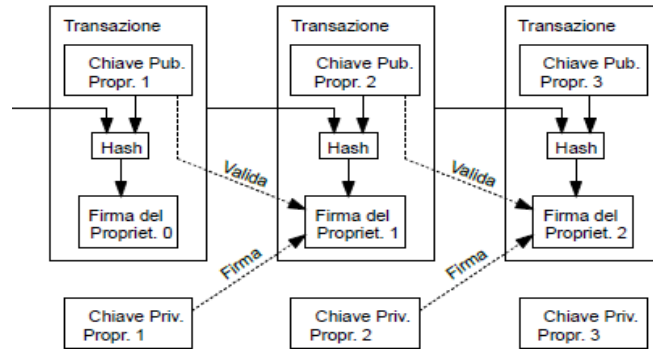 Transazione
Chiave Pub.
Propr. 1
Hash
Firma del
Propriet. 0
Transazione
Chiave Pub.
Propr. 2
Hash
Firma del
Propriet. 1
Transazione
Chiave Pub.
Propr. 3
Hash
Firma del
Propriet. 2
Valida
Valida
Firma
Firma
Chiave Priv.
Propr. 1
Chiave Priv.
Propr. 2
Chiave Priv.
Propr. 3